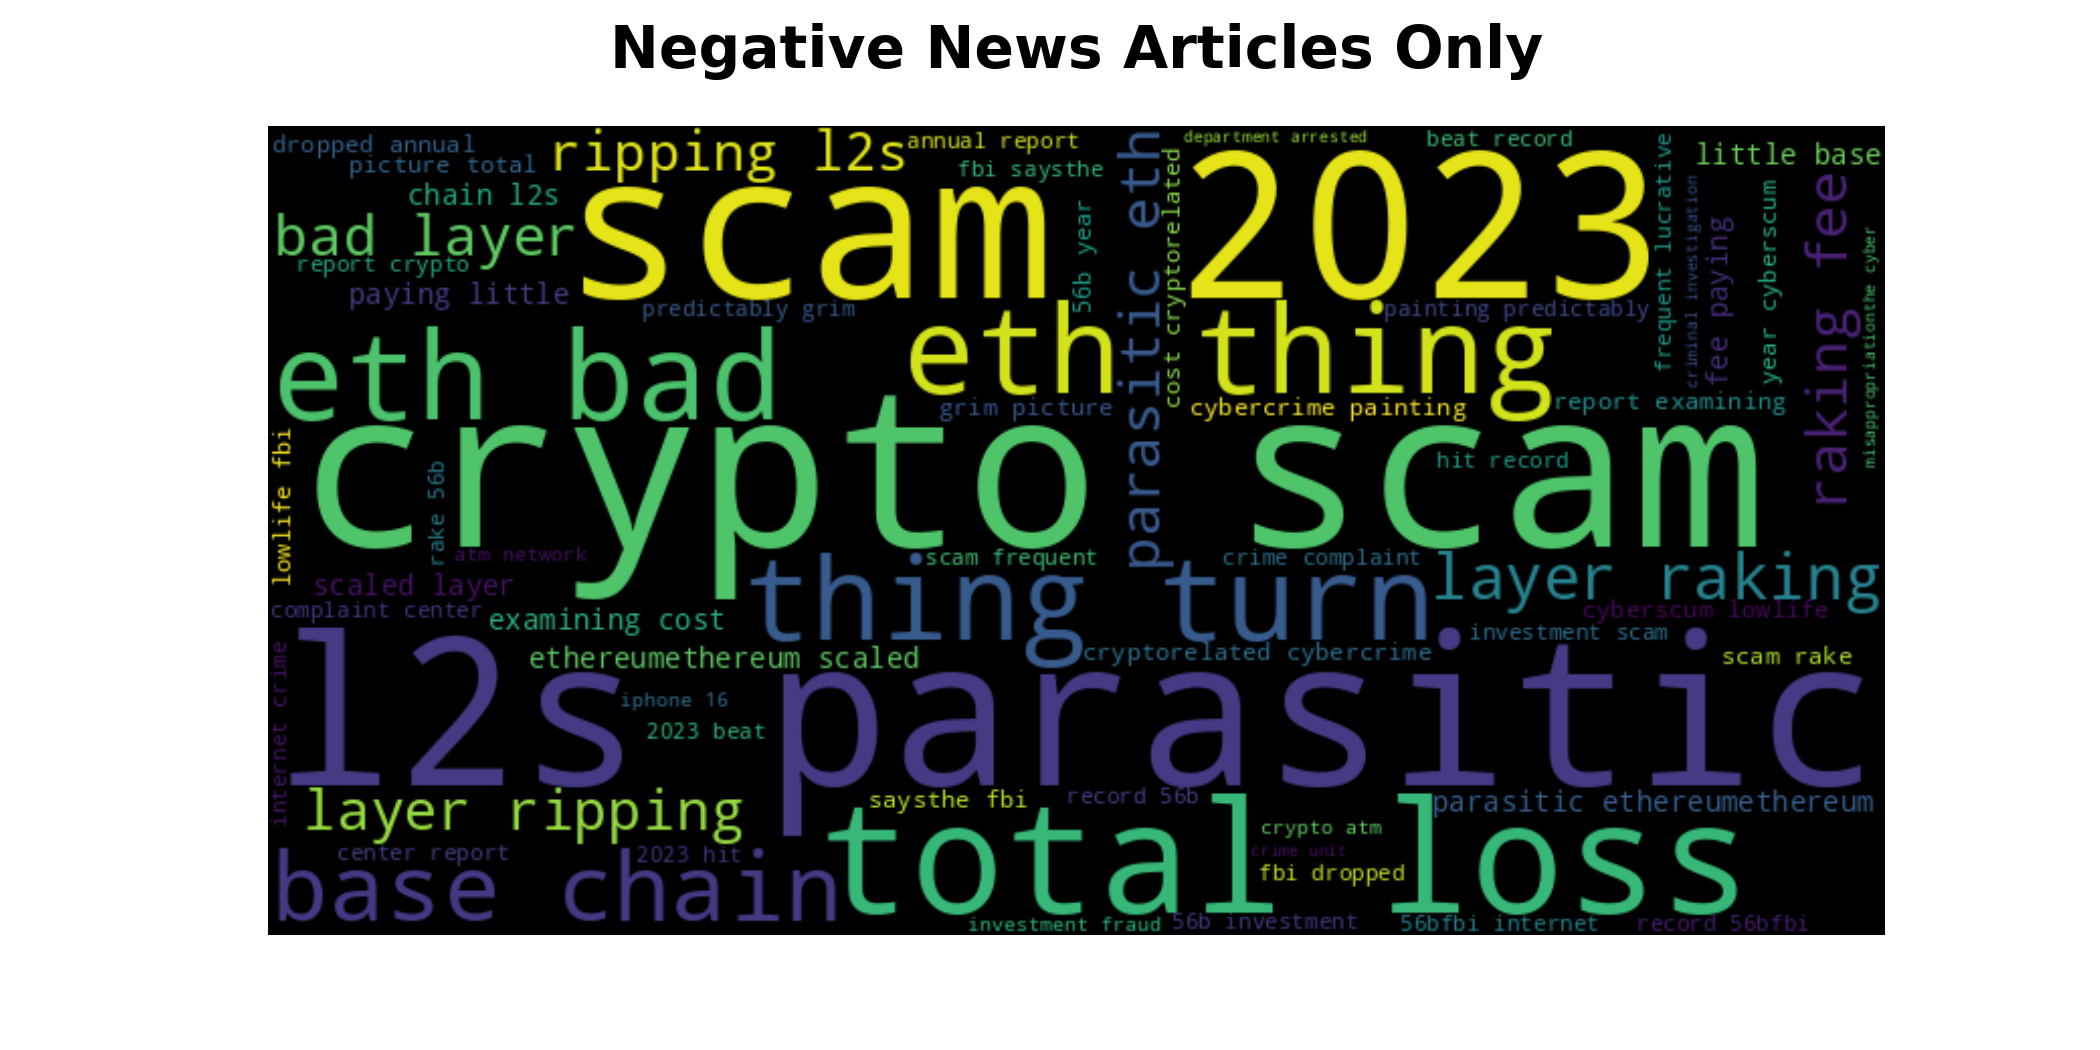 Negative News Articles Only
dropped annual
picture total
ripping l2s
annual report
department arrested
beat record
little base
chain l2s
fbi saysthe
scam 2023
bad layer
report crypto
paying little
predictably grim
56b year
parasitic eth
cost cryptorelated
painting predictably
frequent lucrative
criminal investigation
fee paying
year cyberscum
raking fee
misappropriationthe cyber
eth bad
eth thing
grim picture
cybercrime painting
report examining
crypto scam
hit record
lowlife fbi
rake 56b
atm network
scam frequent
crime complaint
scaled layer
thing turn
layer raking
complaint center
examining cost
cyberscum lowlife
investment scam
ethereumethereum scaled
cryptorelated cybercrime
scam rake
internet crime
l2s parasitic
iphone 16
2023 beat
layer ripping
saysthe fbi
record 56b
parasitic ethereumethereum
total loss
crypto atm
center report
2023 hit
crime unit
base chain
fbi dropped
investment fraud
56b investment
56bfbi internet
record 56bfbi